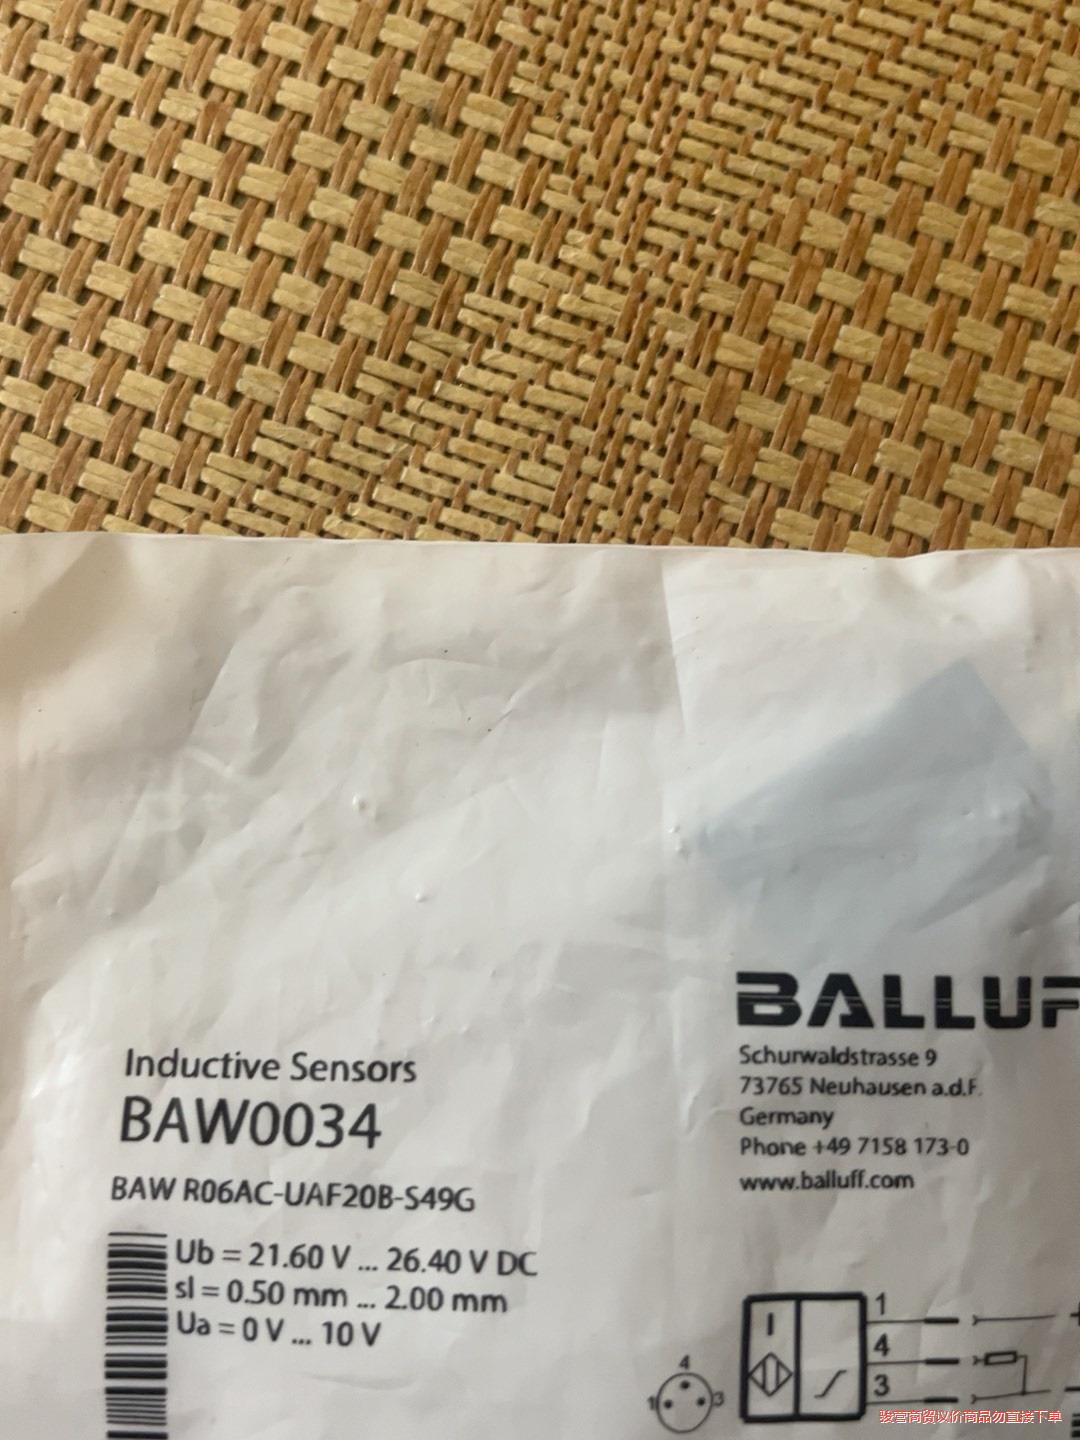 BALLUF
Schurwaldstrasse 9
73765 Neuhausen a.d.F.
Germany
Phone +49 7158 173-0
www.balluff.com
Inductive Sensors
BAW0034
BAW R06AC-UAF20B-S49G
Ub = 21.60 V ... 26.40 V DC
sl = 0.50 mm ... 2.00 mm
Ua = 0 V ... 10 V
4
1
3
1
4
3
+
骏营商贸议价商品勿直接下单